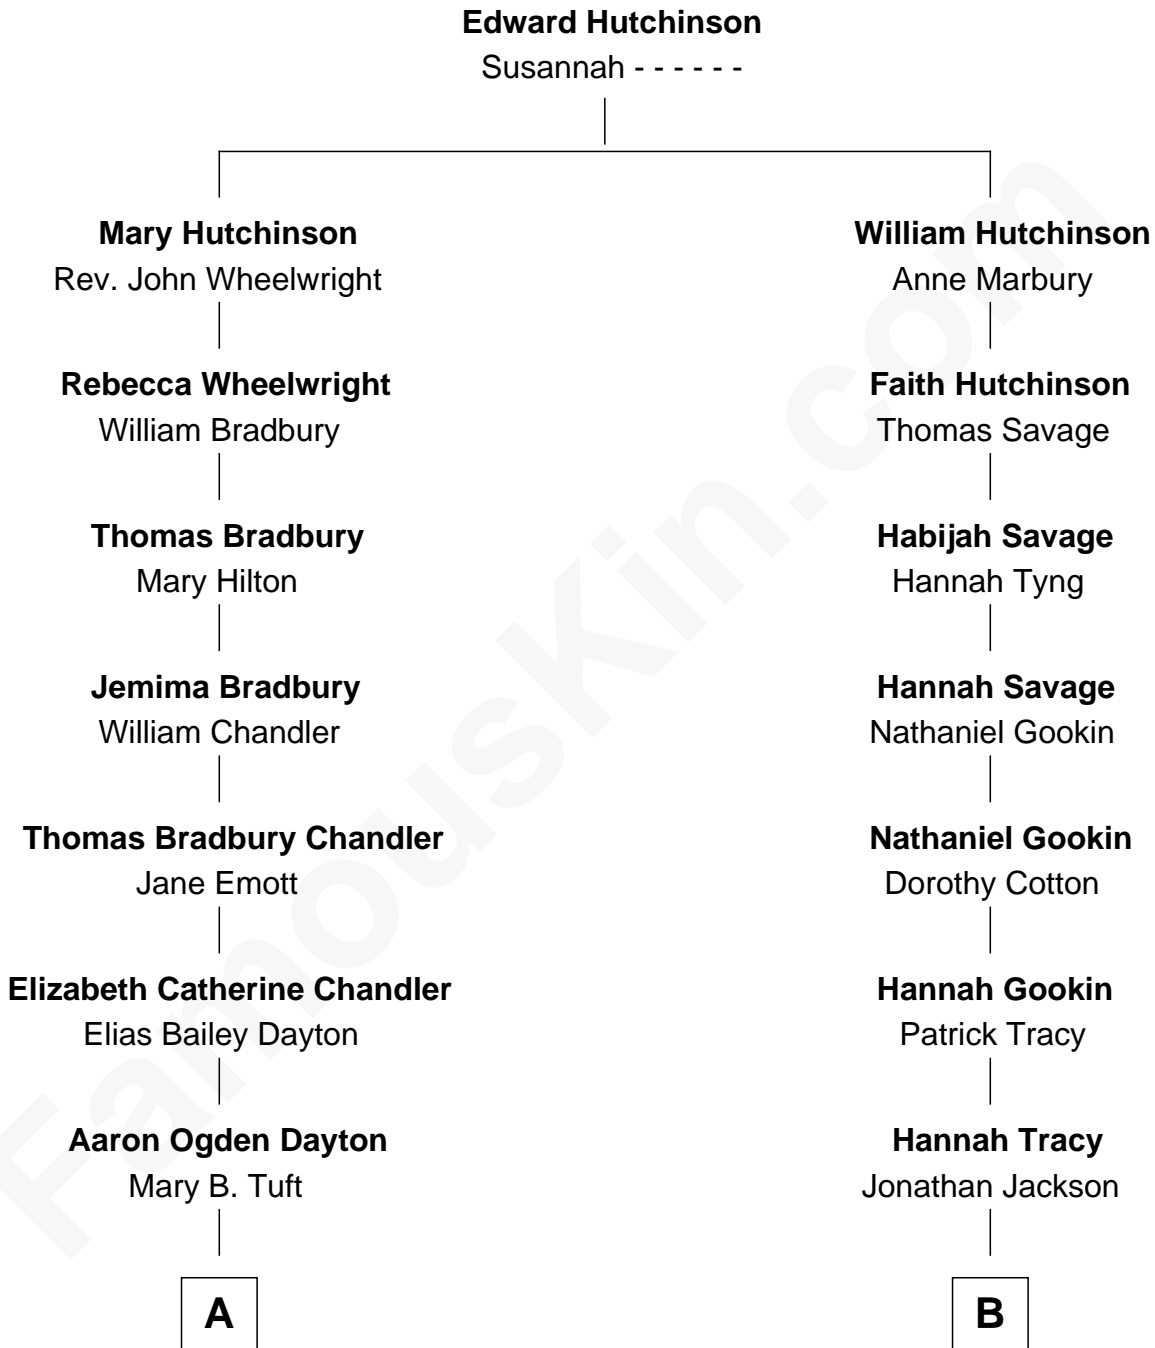 Edward Hutchinson
Susannah - - - - - -
Mary Hutchinson
Rev. John Wheelwright
William Hutchinson
Anne Marbury
Rebecca Wheelwright
William Bradbury
Faith Hutchinson
Thomas Savage
Thomas Bradbury
Mary Hilton
Habijah Savage
Hannah Tyng
Jemima Bradbury
William Chandler
Hannah Savage
Nathaniel Gookin
Thomas Bradbury Chandler
Jane Emott
Nathaniel Gookin
Dorothy Cotton
Elizabeth Catherine Chandler
Elias Bailey Dayton
Hannah Gookin
Patrick Tracy
Aaron Ogden Dayton
Mary B. Tuft
Hannah Tracy
Jonathan Jackson
A
B
FamousKin.com